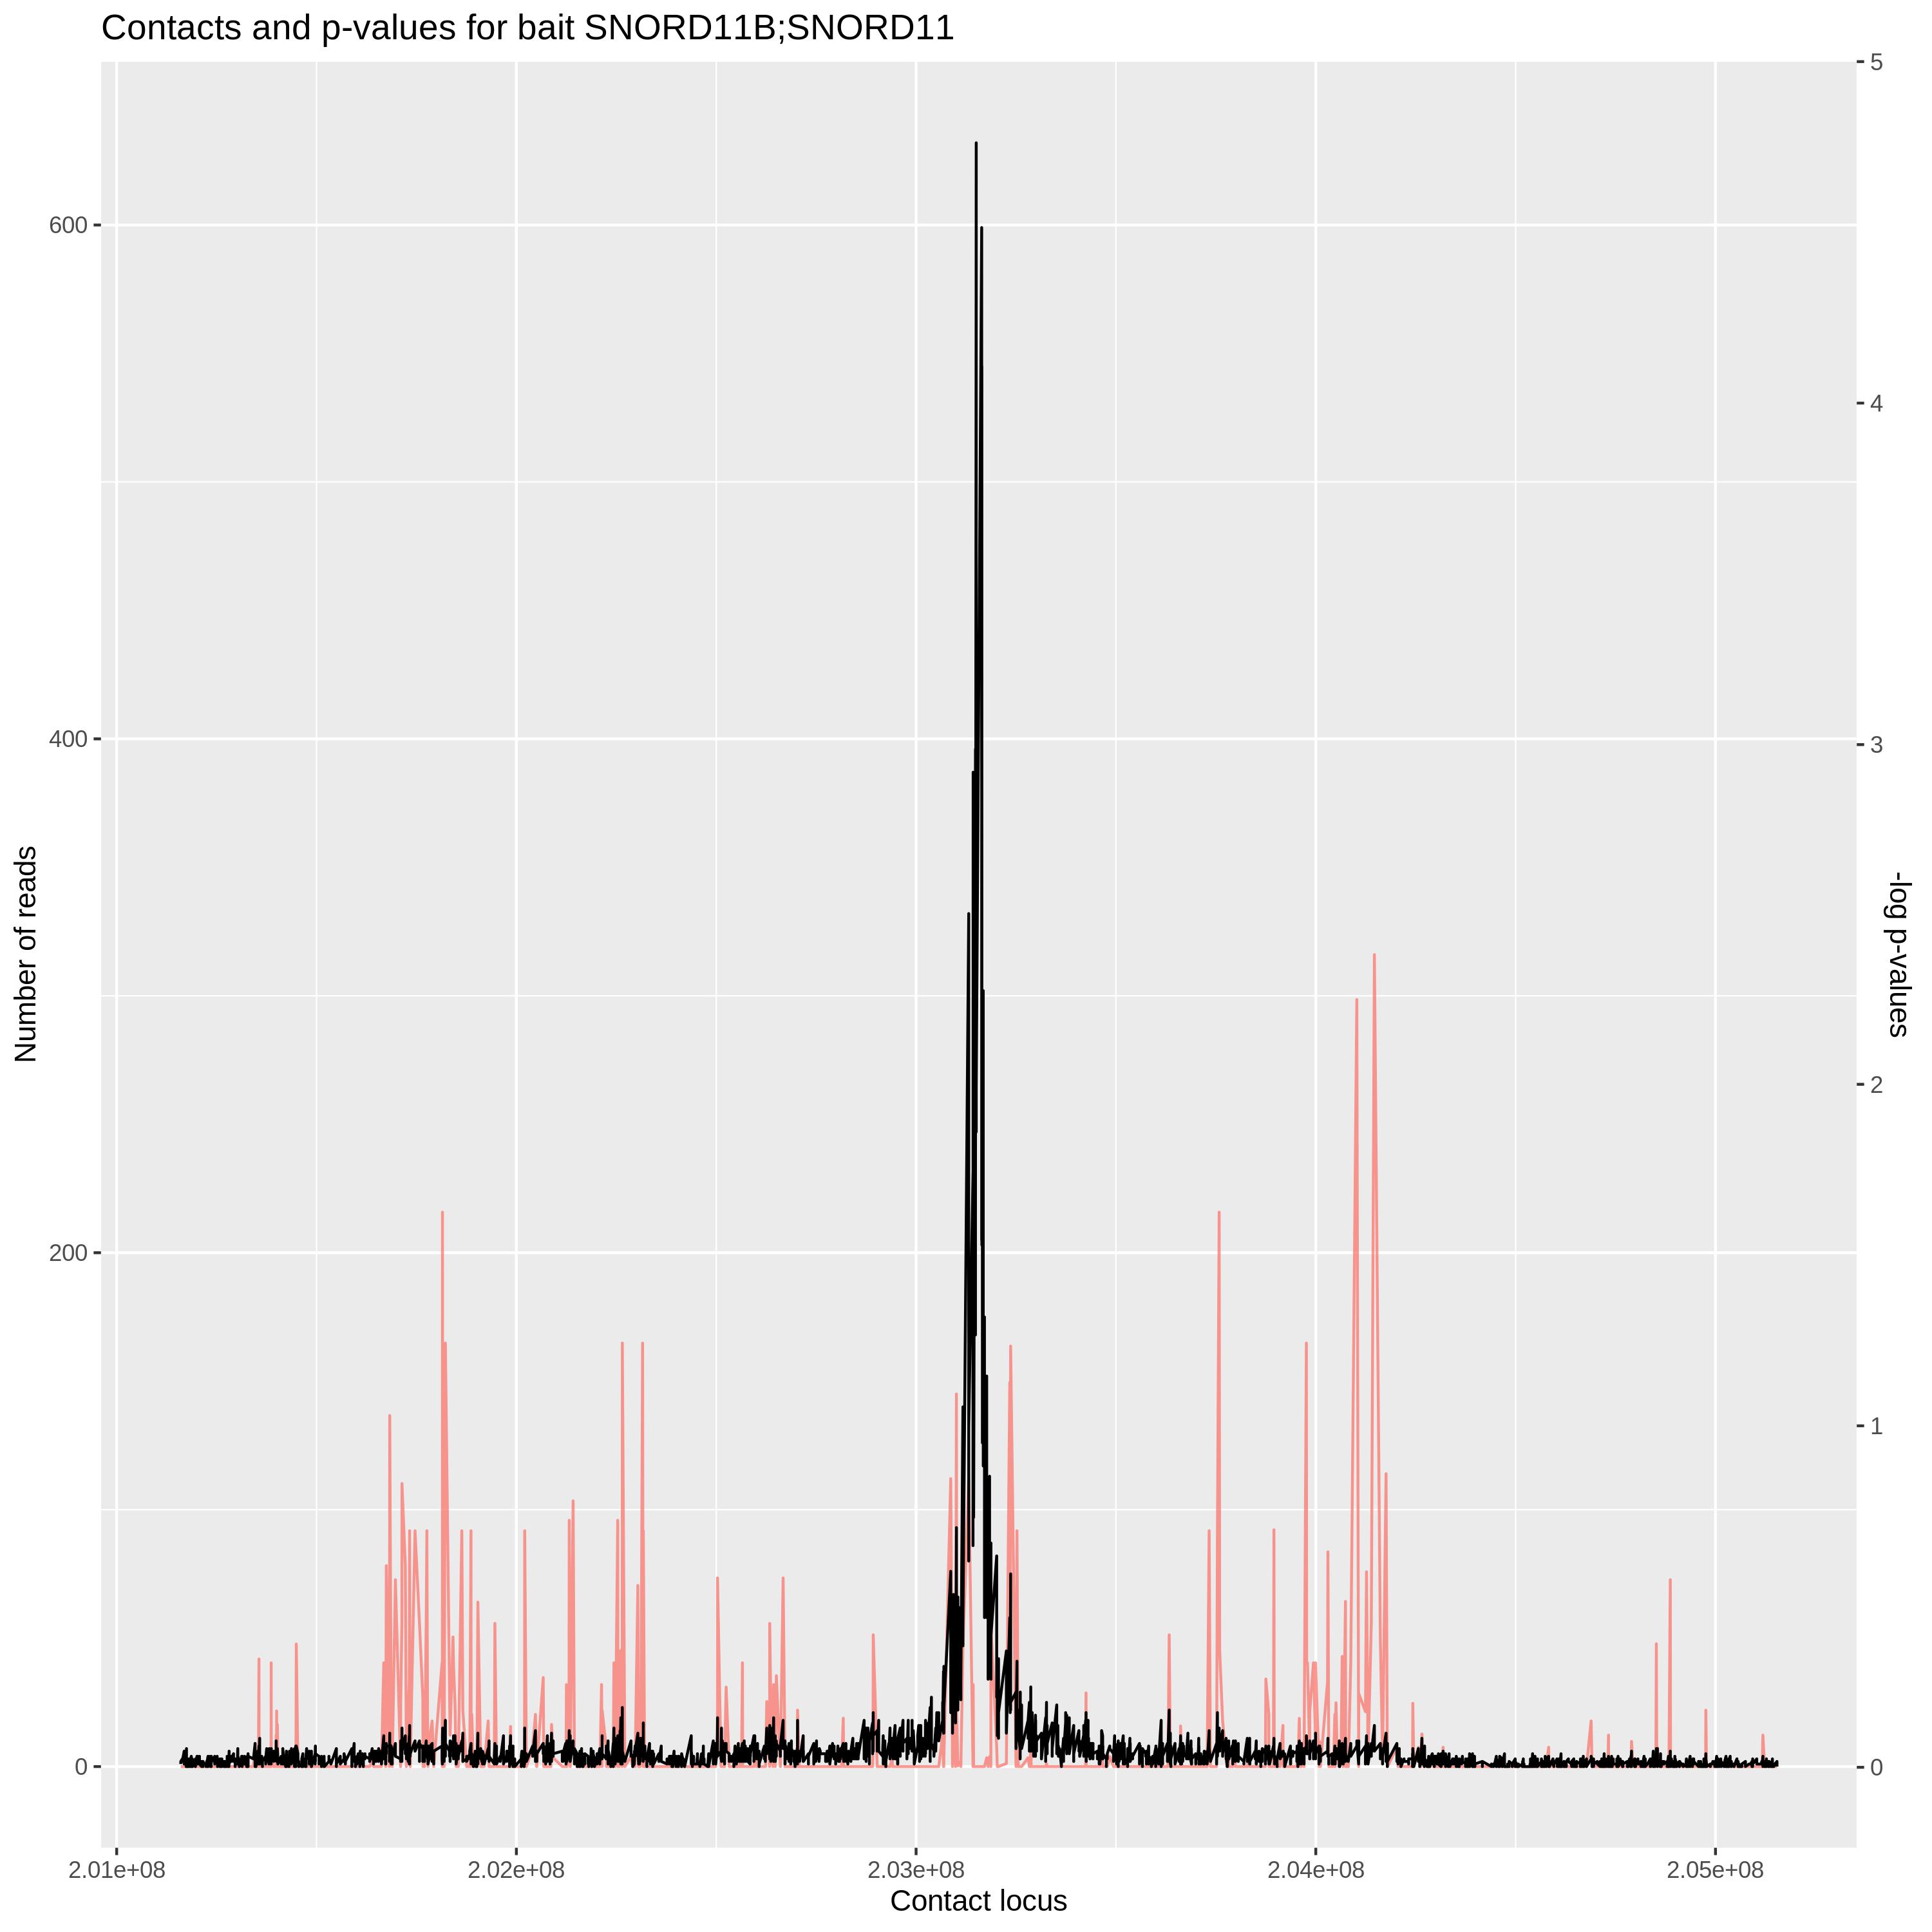 Contacts and p-values for bait SNORD11B;SNORD11
5
600
4
400
3
Number of reads
-log p-values
2
200
1
0
0
2.01e+08
2.02e+08
2.03e+08
2.04e+08
2.05e+08
Contact locus